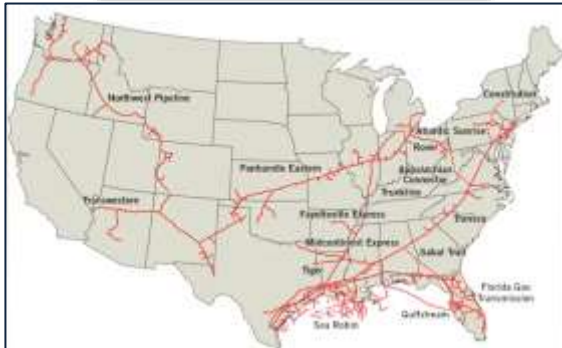 Northwest Pipeline
Constitution
Atlantic Sunrise
Rover
Appalachian
Connector
Panhandle Eastern
Trunkline
Transwestern
Fayetteville Express
Transco
Midcontinent Express
Sabal Trail
Tiger
Florida Gas
Transmission
Gulfstream
Sea Robin